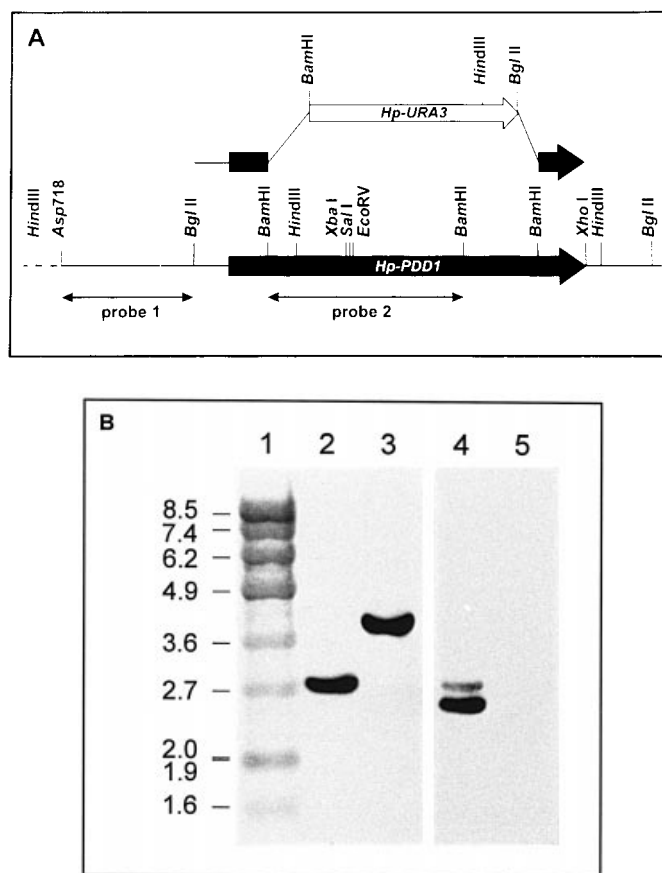 A
BamHI
HindIII
Bgl II
Hp-URA3
HindIII
Asp718
Bgl II
BamHI
HindIII
Xba I
Sal I
EcoRV
BamHI
BamHI
Xho I
HindIII
Bgl II
Hp-PDD1
probe 1
probe 2
B
1 2 3 4 5
8.5
7.4
6.2
4.9
3.6
2.7
2.0
1.9
1.6